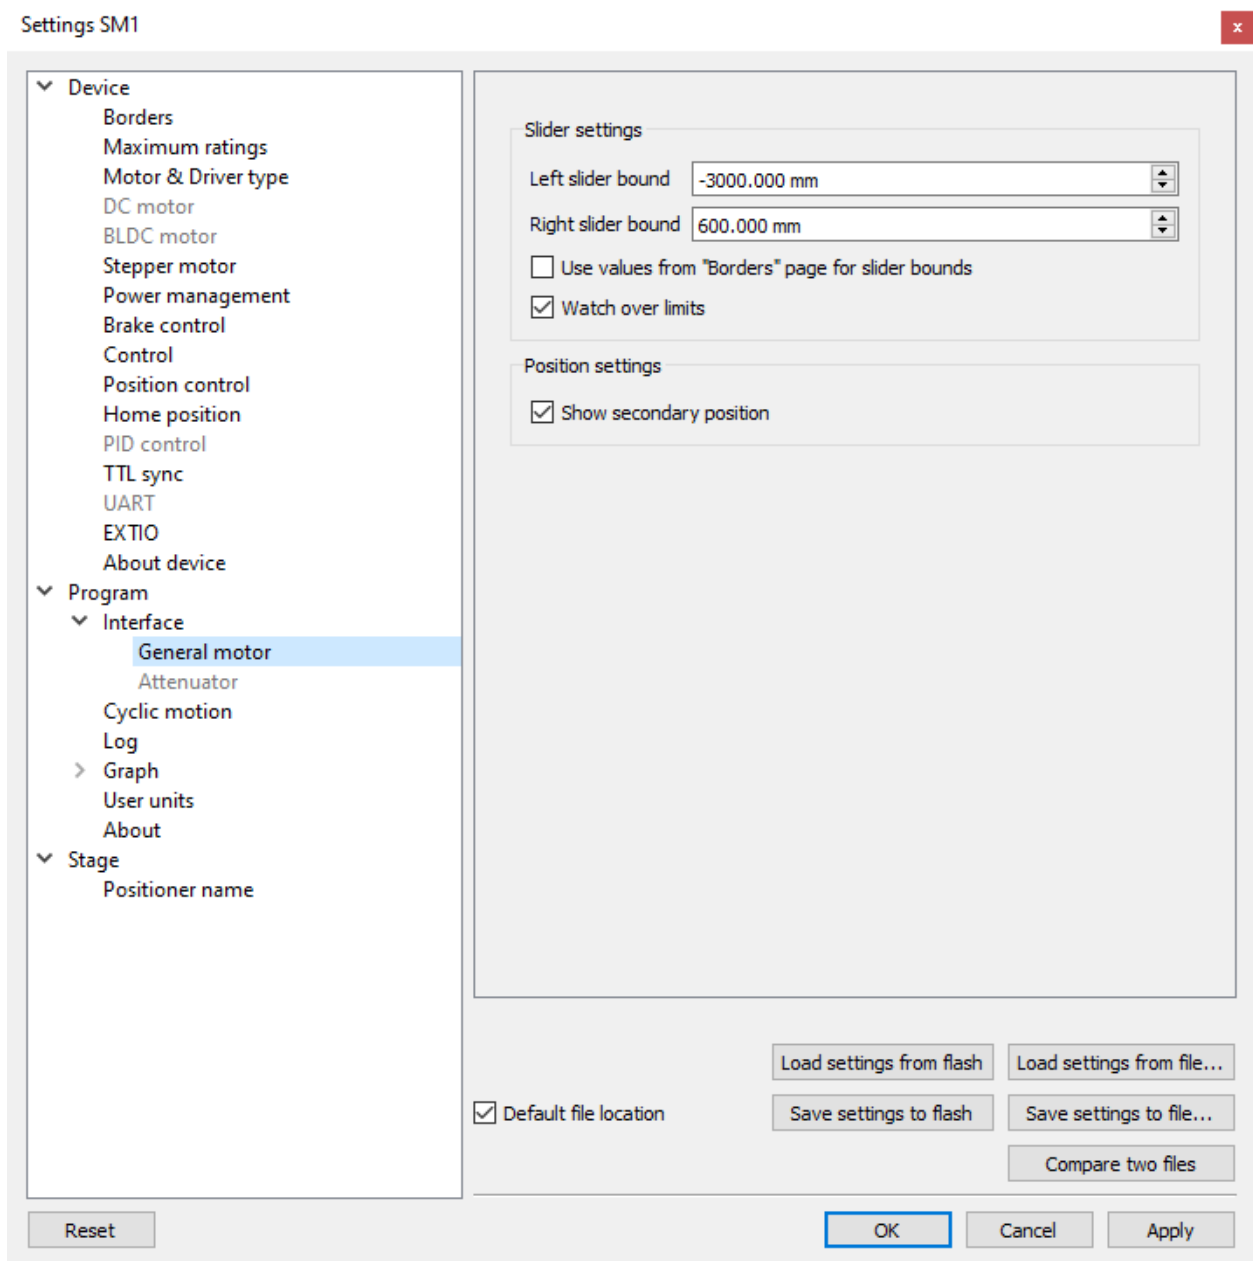 Settings SM1
x
Device
Borders
Maximum ratings
Motor & Driver type
DC motor
BLDC motor
Stepper motor
Power management
Brake control
Control
Position control
Home position
PID control
TTL sync
UART
EXTIO
About device
Program
Interface
General motor
Attenuator
Cyclic motion
Log
Graph
User units
About
Stage
Positioner name
Slider settings
Left slider bound -3000.000 mm
Right slider bound 600.000 mm
Use values from "Borders" page for slider bounds
Watch over limits
Position settings
Show secondary position
Load settings from flash Load settings from file...
Default file location Save settings to flash Save settings to file...
Compare two files
Reset OK Cancel Apply